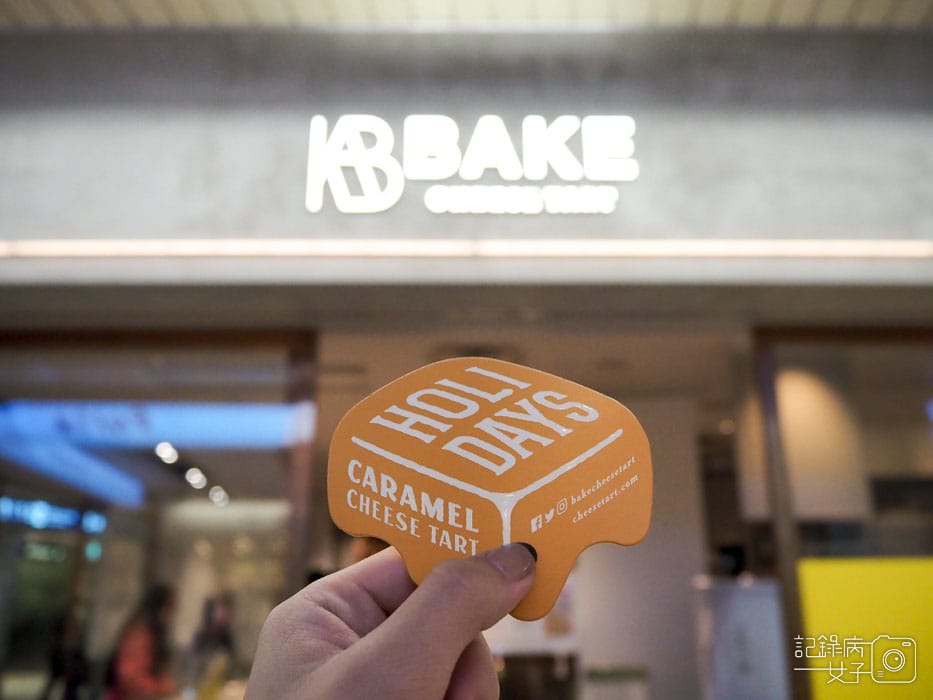 BAKE
CHEESE TART
HOLI
DAYS
CARAMEL
CHEESE TART
bakecheesetart
cheesetart.com
記錄病
女子